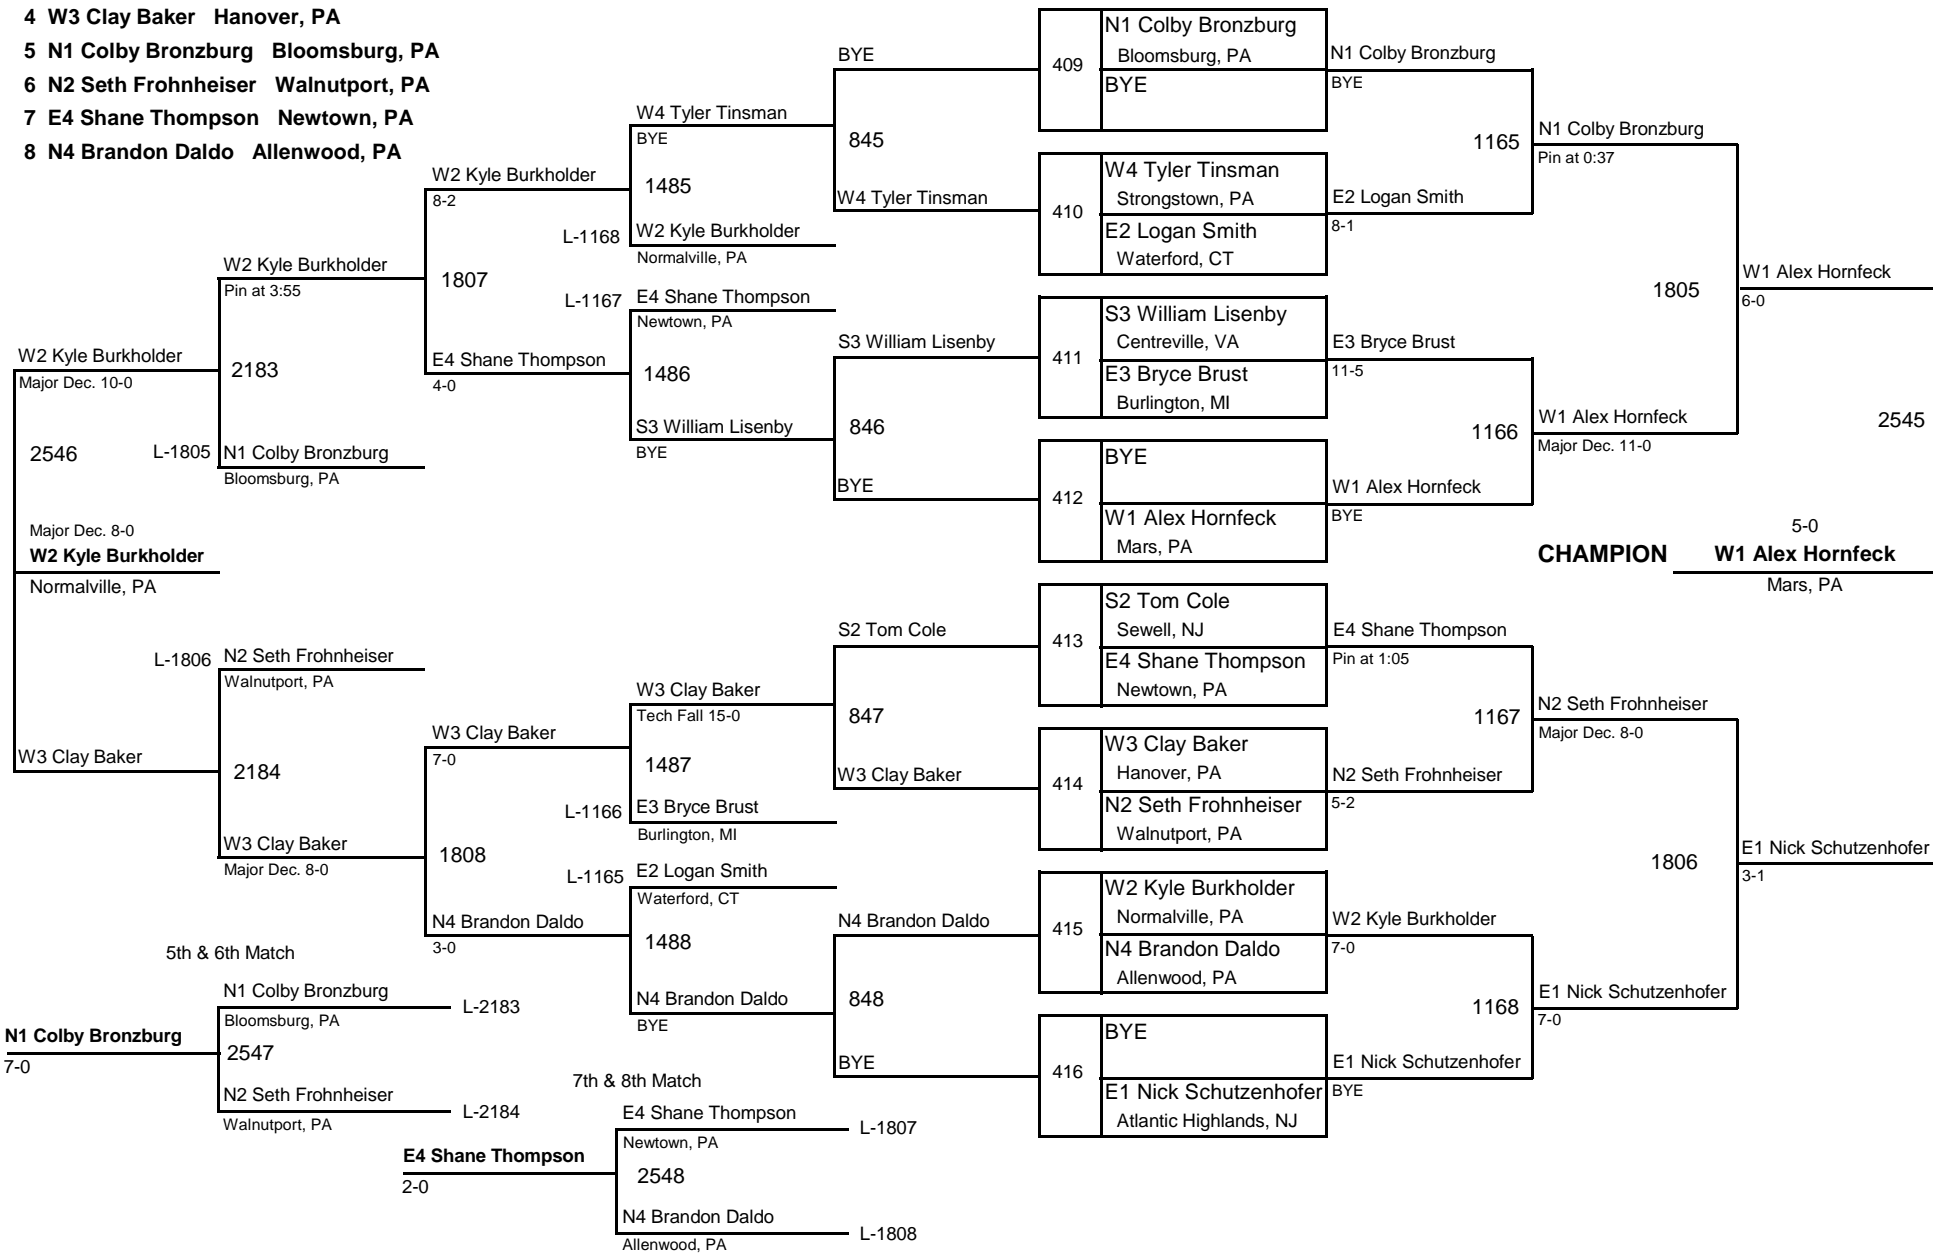 4 W3 Clay Baker Hanover, PA
5 N1 Colby Bronzburg Bloomsburg, PA
6 N2 Seth Frohnheiser Walnutport, PA
7 E4 Shane Thompson Newtown, PA
8 N4 Brandon Daldo Allenwood, PA
W2 Kyle Burkholder
Major Dec. 10-0
2546
Major Dec. 8-0
W2 Kyle Burkholder
Normalville, PA
W3 Clay Baker
W2 Kyle Burkholder
Pin at 3:55
2183
L-1805 N1 Colby Bronzburg
Bloomsburg, PA
L-1806 N2 Seth Frohnheiser
Walnutport, PA
2184
W3 Clay Baker
Major Dec. 8-0
W2 Kyle Burkholder
8-2
1807
E4 Shane Thompson
4-0
W3 Clay Baker
7-0
1808
N4 Brandon Daldo
3-0
W4 Tyler Tinsman
BYE
1485
L-1168 W2 Kyle Burkholder
Normalville, PA
L-1167 E4 Shane Thompson
Newtown, PA
1486
S3 William Lisenby
BYE
W3 Clay Baker
Tech Fall 15-0
1487
L-1166 E3 Bryce Brust
Burlington, MI
L-1165 E2 Logan Smith
Waterford, CT
1488
N4 Brandon Daldo
BYE
BYE
845
W4 Tyler Tinsman
S3 William Lisenby
846
BYE
S2 Tom Cole
847
W3 Clay Baker
N4 Brandon Daldo
848
BYE
409
N1 Colby Bronzburg
Bloomsburg, PA
BYE
410
W4 Tyler Tinsman
Strongstown, PA
E2 Logan Smith
Waterford, CT
411
S3 William Lisenby
Centreville, VA
E3 Bryce Brust
Burlington, MI
412
BYE
W1 Alex Hornfeck
Mars, PA
413
S2 Tom Cole
Sewell, NJ
E4 Shane Thompson
Newtown, PA
414
W3 Clay Baker
Hanover, PA
N2 Seth Frohnheiser
Walnutport, PA
415
W2 Kyle Burkholder
Normalville, PA
N4 Brandon Daldo
Allenwood, PA
416
BYE
E1 Nick Schutzenhofer
Atlantic Highlands, NJ
N1 Colby Bronzburg
BYE
1165
E2 Logan Smith
8-1
E3 Bryce Brust
11-5
1166
W1 Alex Hornfeck
BYE
E4 Shane Thompson
Pin at 1:05
1167
N2 Seth Frohnheiser
5-2
W2 Kyle Burkholder
7-0
1168
E1 Nick Schutzenhofer
BYE
N1 Colby Bronzburg
Pin at 0:37
1805
W1 Alex Hornfeck
Major Dec. 11-0
N2 Seth Frohnheiser
Major Dec. 8-0
1806
E1 Nick Schutzenhofer
7-0
W1 Alex Hornfeck
6-0
2545
5-0
CHAMPION W1 Alex Hornfeck
Mars, PA
E1 Nick Schutzenhofer
3-1
5th & 6th Match
N1 Colby Bronzburg
L-2183
Bloomsburg, PA
N1 Colby Bronzburg
7-0
2547
N2 Seth Frohnheiser
L-2184
Walnutport, PA
7th & 8th Match
E4 Shane Thompson
L-1807
Newtown, PA
E4 Shane Thompson
2-0
2548
N4 Brandon Daldo
L-1808
Allenwood, PA